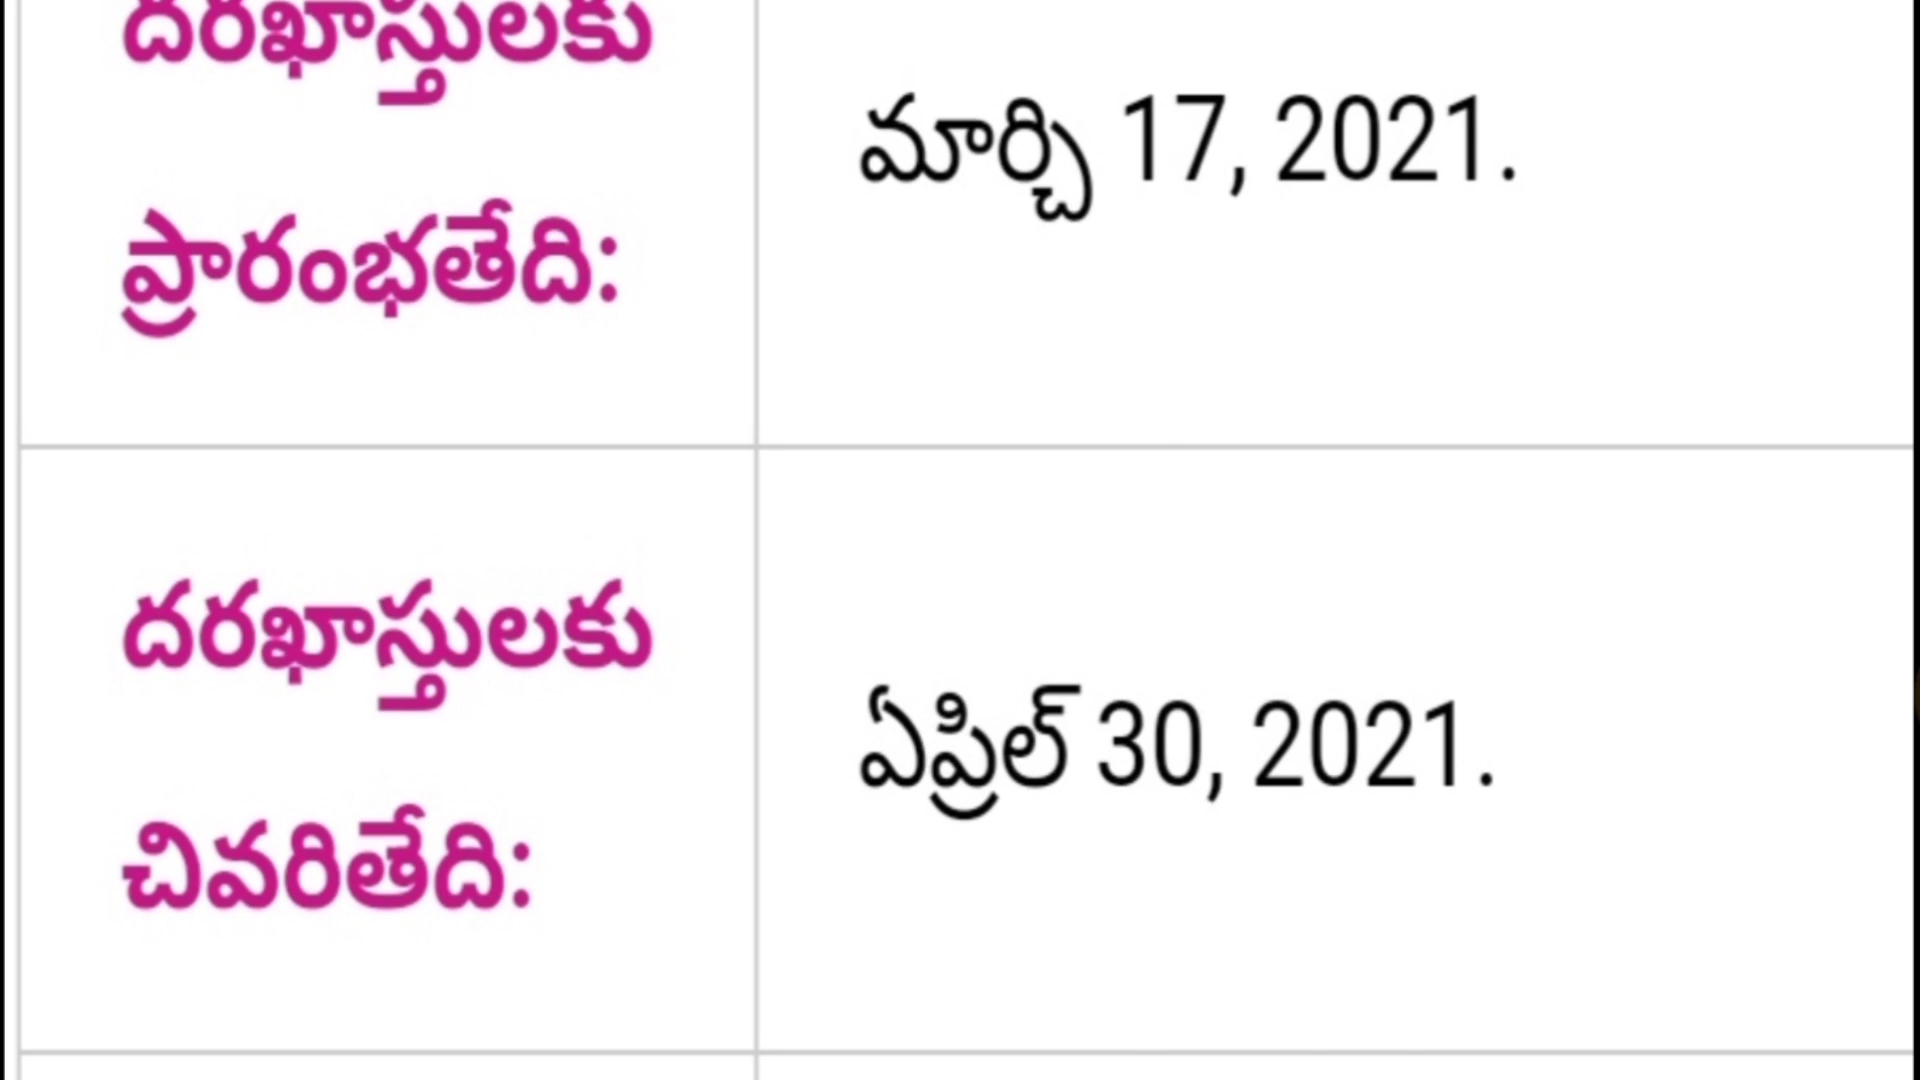 దరఖాస్తులకు
ప్రారంభతేది:
మార్చి 17, 2021.
దరఖాస్తులకు
చివరితేది:
ఏప్రిల్ 30, 2021.